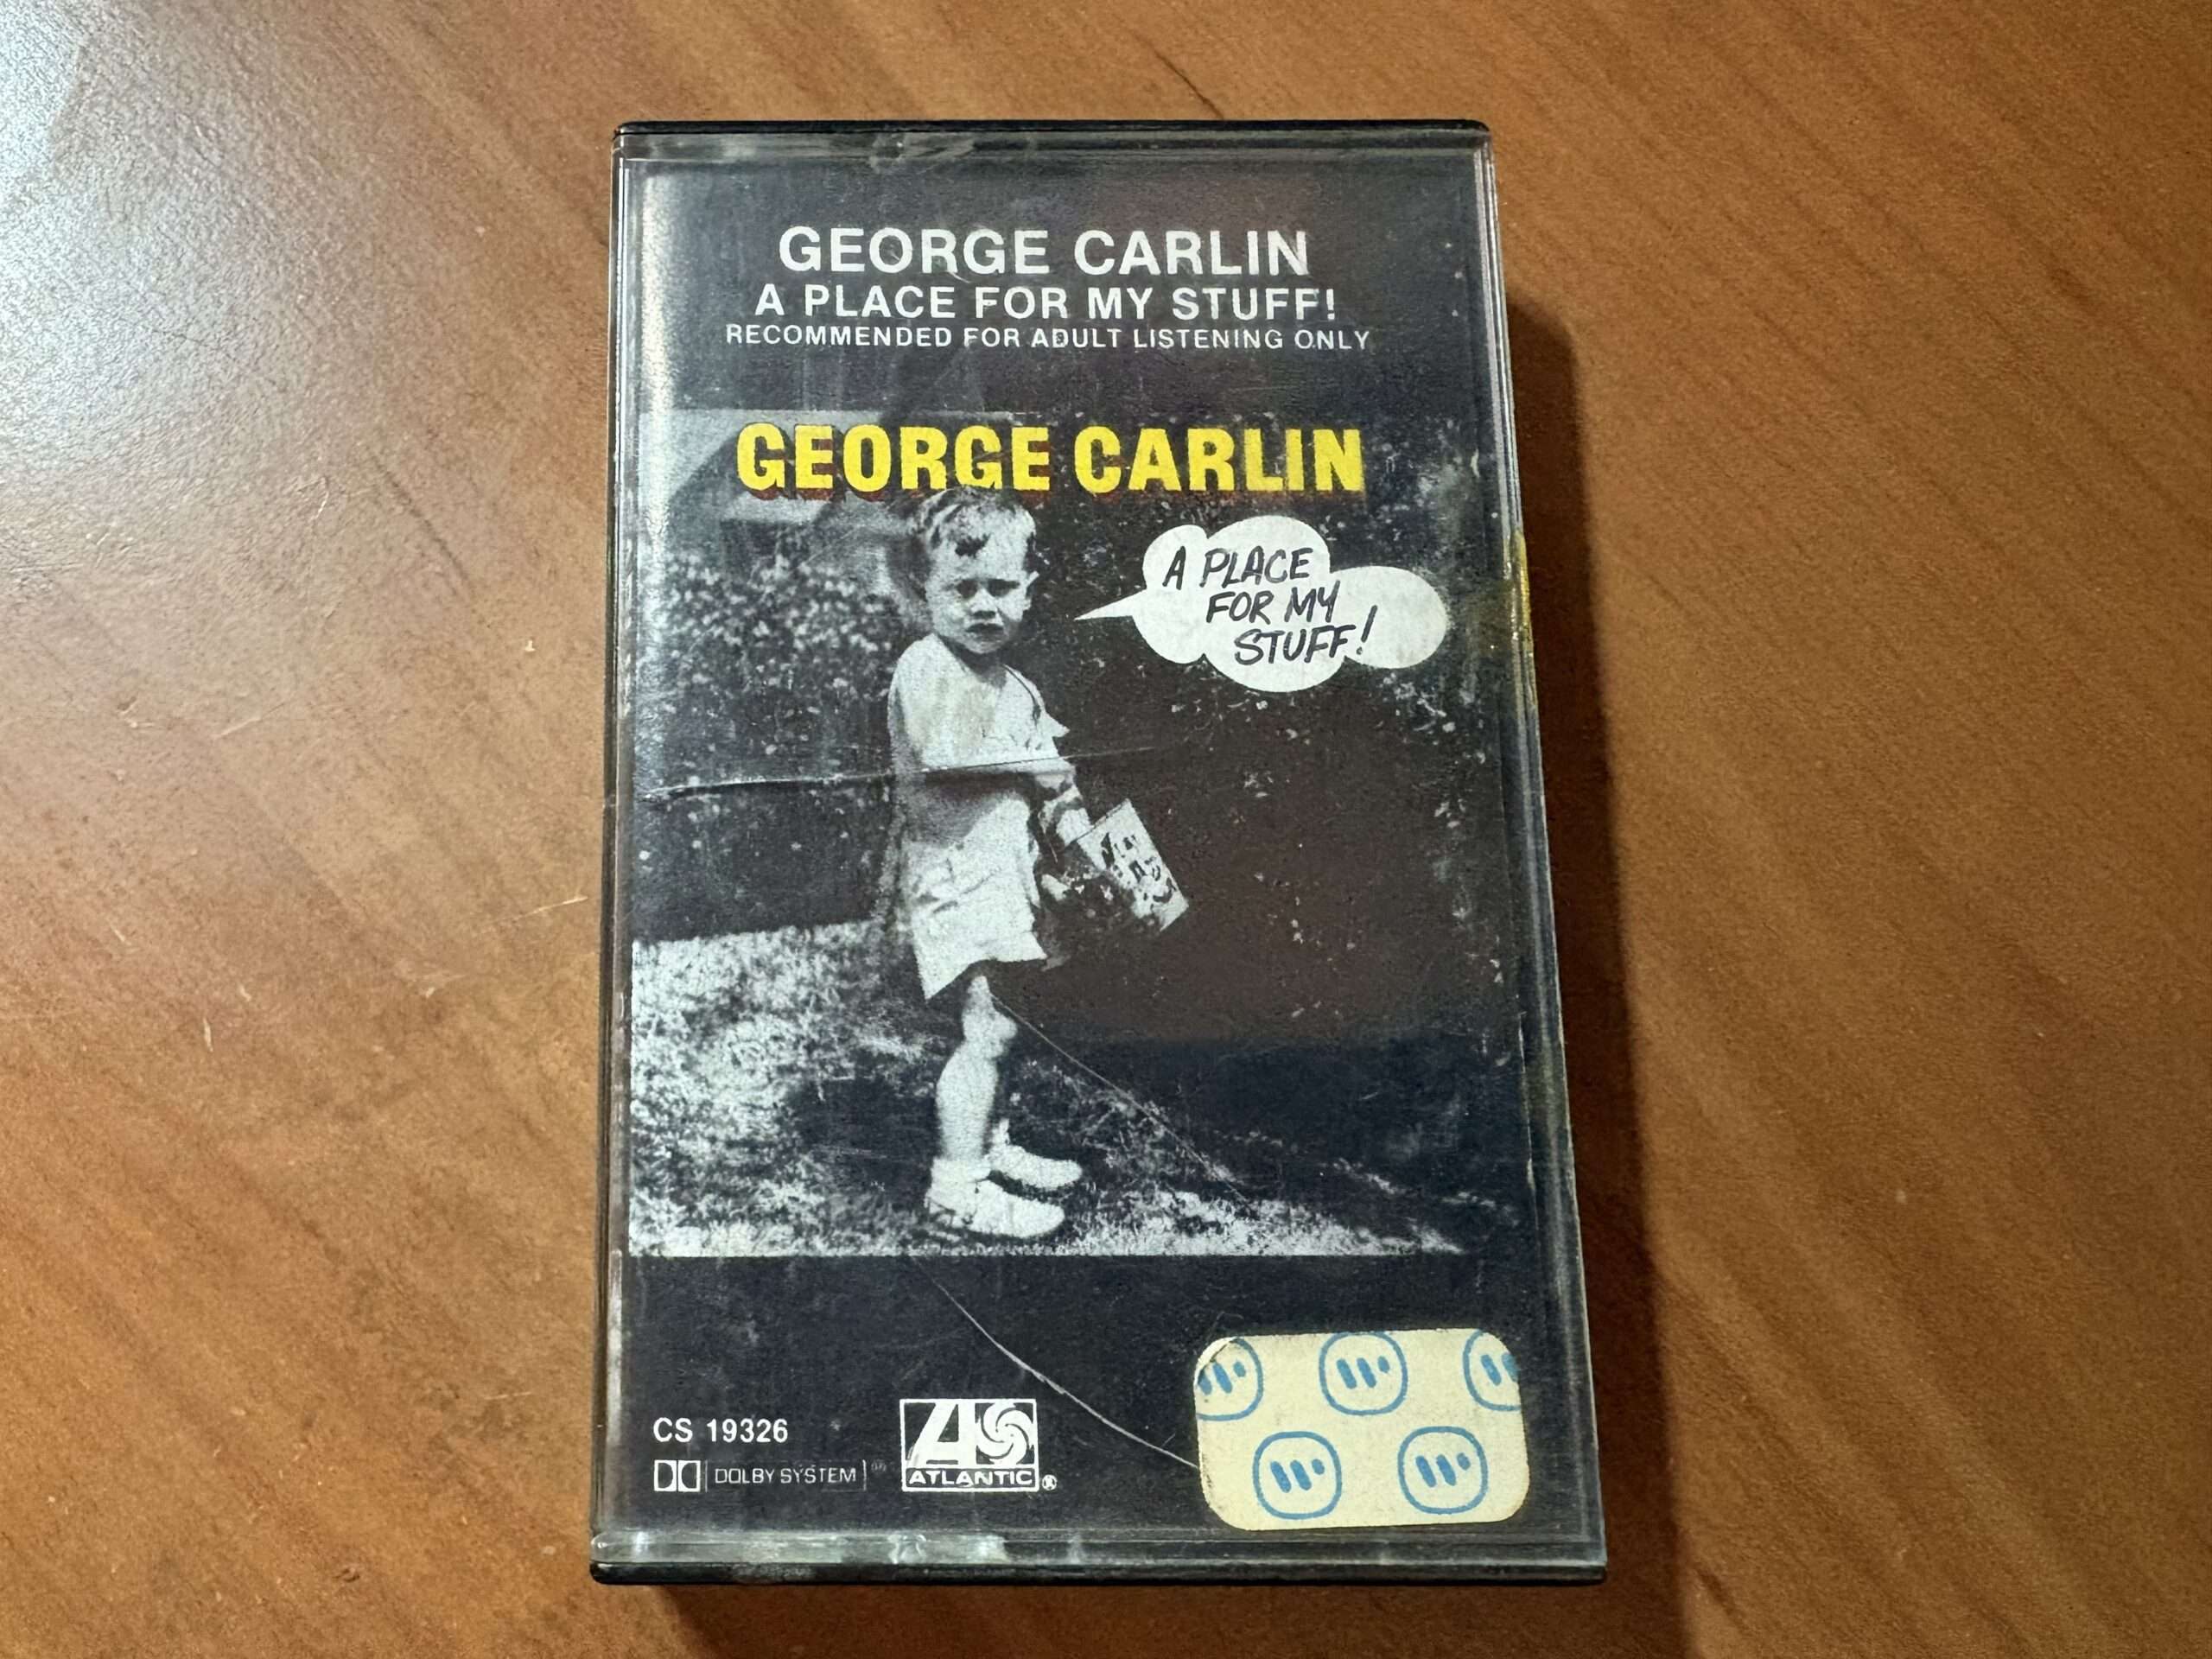 GEORGE CARLIN
A PLACE FOR MY STUFF!
RECOMMENDED FOR ADULT LISTENING ONLY
GEORGE CARLIN
A PLACE
FOR MY
STUFF!
CS 19326
DOLBY SYSTEM
ATLANTIC®